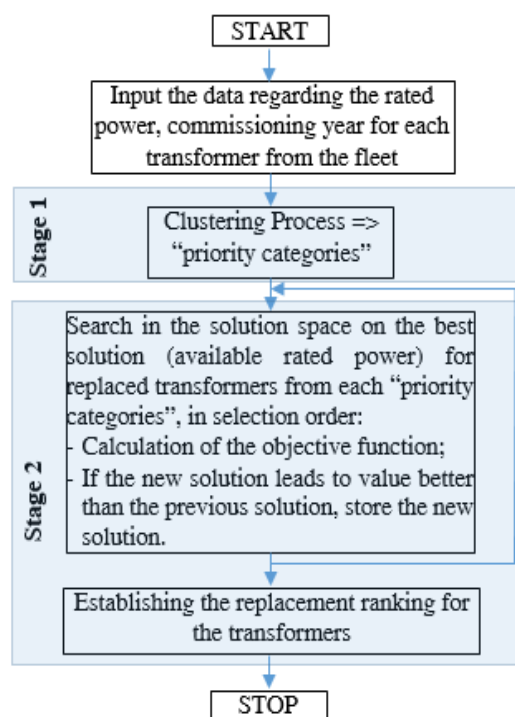 START
Input the data regarding the rated
power, commissioning year for each
transformer from the fleet
Stage 1
Clustering Process =>
“priority categories”
Stage 2
Search in the solution space on the best
solution (available rated power) for
replaced transformers from each “priority
categories”, in selection order:
- Calculation of the objective function;
- If the new solution leads to value better
than the previous solution, store the new
solution.
Establishing the replacement ranking for
the transformers
STOP